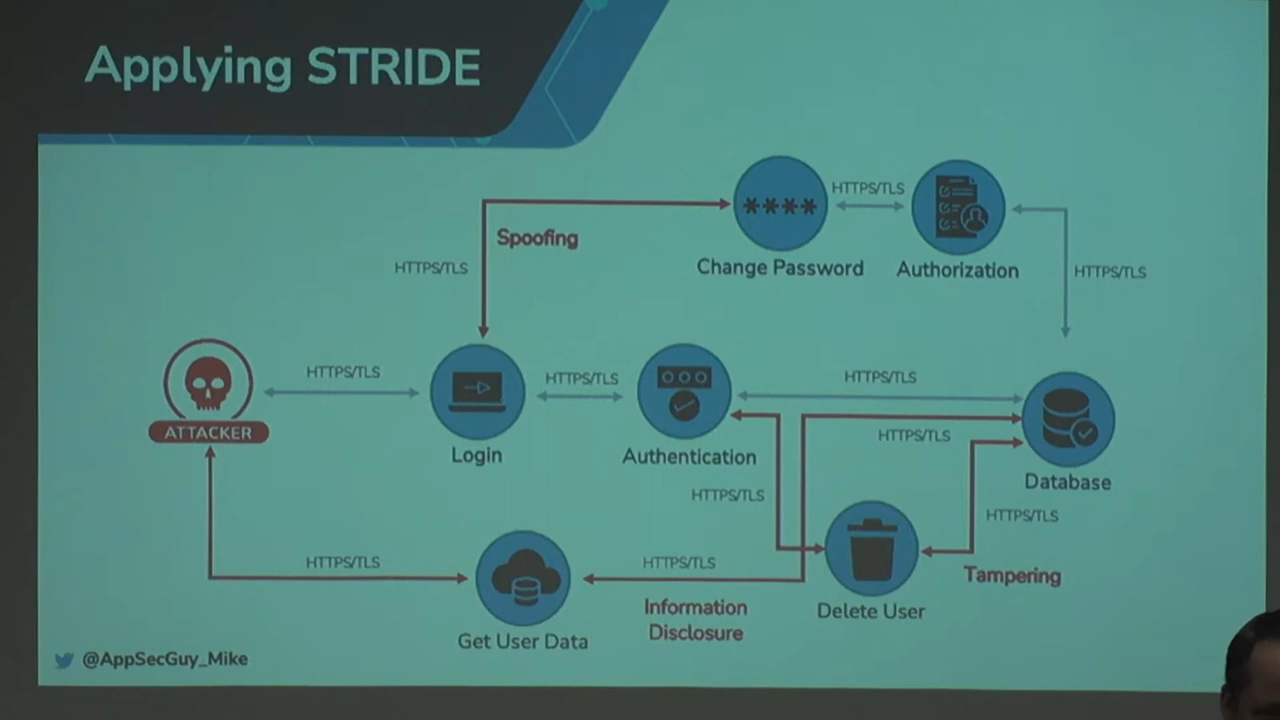 Applying STRIDE
HTTPS/TLS
Spoofing
HTTPS/TLS
Change Password
Authorization
HTTPS/TLS
HTTPS/TLS
HTTPS/TLS
HTTPS/TLS
ATTACKER
Login
Authentication
HTTPS/TLS
Database
HTTPS/TLS
HTTPS/TLS
HTTPS/TLS
HTTPS/TLS
Tampering
Information
Disclosure
Delete User
Get User Data
@AppSecGuy_Mike